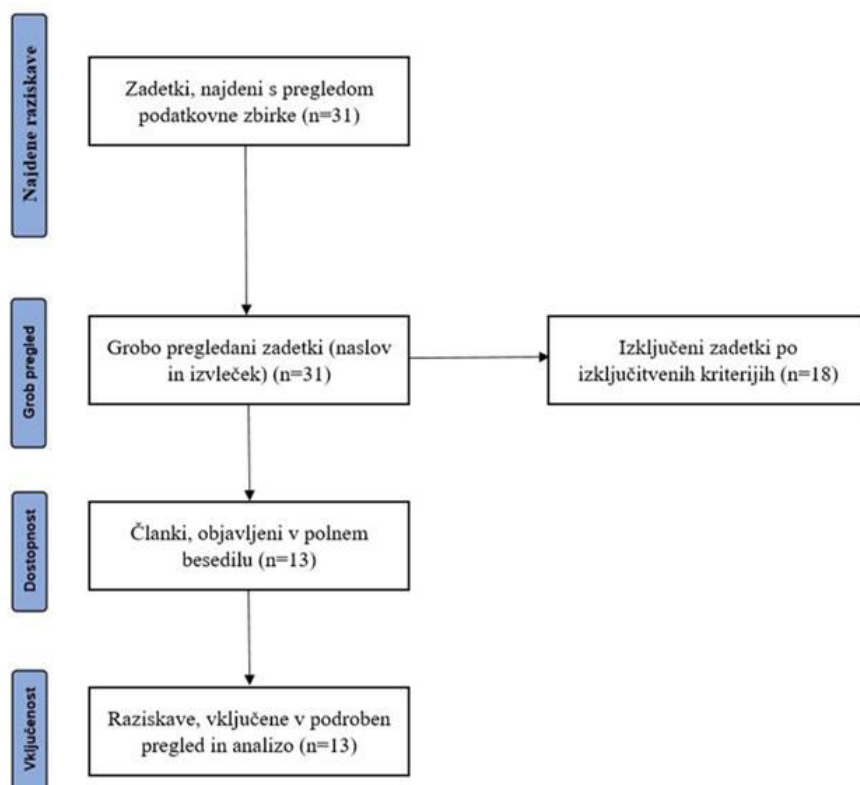 Najdene raziskave
Zadetki, najdeni s pregledom
podatkovne zbirke (n=31)
Grob pregled
Grobo pregledani zadetki (naslov
in izvleček) (n=31)
Izključeni zadetki po
izključitvenih kriterijih (n=18)
Dostopnost
Članki, objavljeni v polnem
besedilu (n=13)
Vključenost
Raziskave, vključene v podroben
pregled in analizo (n=13)